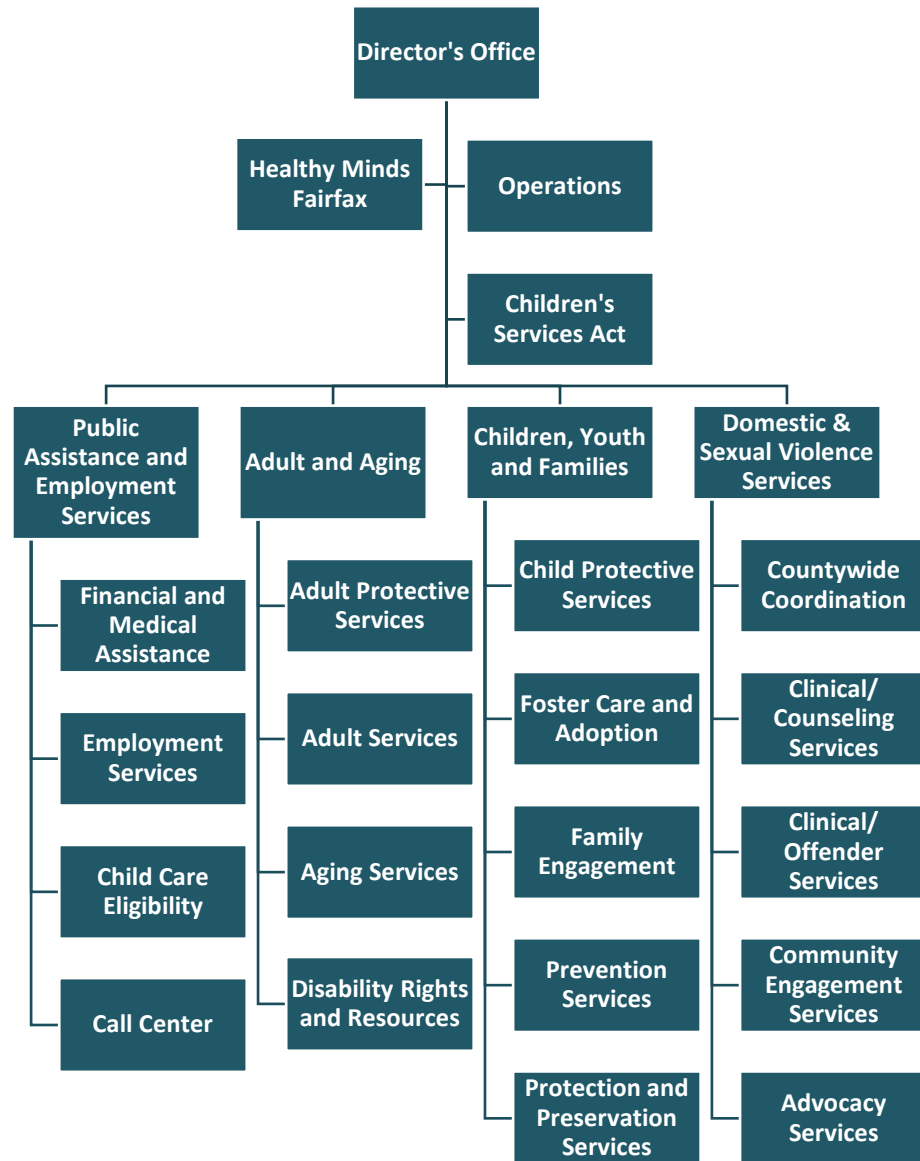 Director's Office
Healthy Minds
Fairfax
Operations
Children's
Services Act
Public
Assistance and
Employment
Services
Financial and
Medical
Assistance
Employment
Services
Child Care
Eligibility
Call Center
Adult and Aging
Adult Protective
Services
Adult Services
Aging Services
Disability Rights
and Resources
Children, Youth
and Families
Child Protective
Services
Foster Care and
Adoption
Family
Engagement
Prevention
Services
Protection and
Preservation
Services
Domestic &
Sexual Violence
Services
Countywide
Coordination
Clinical/
Counseling
Services
Clinical/
Offender
Services
Community
Engagement
Services
Advocacy
Services